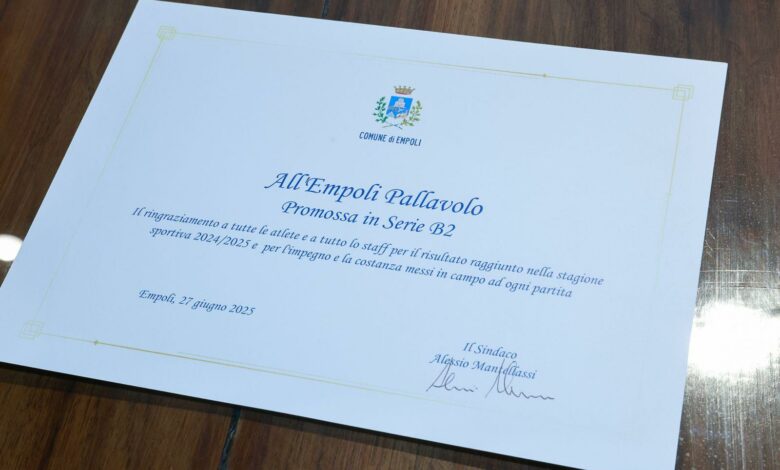 COMUNE di EMPOLI
All'Empoli Pallavolo
Promossa in Serie B2
Il ringraziamento a tutte le atlete e a tutto lo staff per il risultato raggiunto nella stagione
sportiva 2024/2025 e per l'impegno e la costanza messi in campo ad ogni partita
Empoli, 27 giugno 2025
Il Sindaco
Alessio Mantellassi